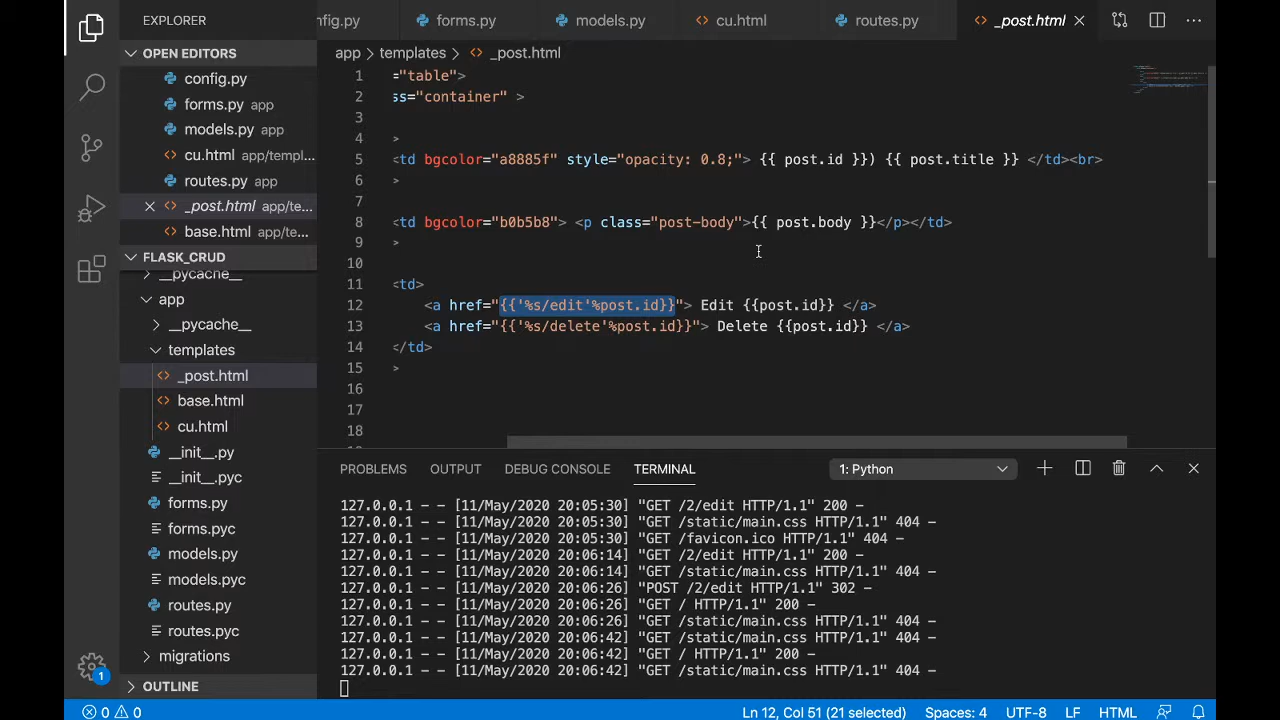 EXPLORER
nfig.py
forms.py
models.py
cu.html
routes.py
_post.html
OPEN EDITORS
config.py
forms.py app
models.py app
cu.html app/templ...
routes.py app
_post.html app/te...
base.html app/te...
FLASK_CRUD
__pycache__
app
__pycache__
templates
_post.html
base.html
cu.html
__init__.py
__init__.pyc
forms.py
forms.pyc
models.py
models.pyc
routes.py
routes.pyc
migrations
OUTLINE
app > templates > _post.html
1 ="table">
2 ss="container" >
3
4 >
5 <td bgcolor="a8885f" style="opacity: 0.8;"> {{ post.id }}) {{ post.title }} </td><br>
6 >
7
8 <td bgcolor="b0b5b8"> <p class="post-body">{{ post.body }}</p></td>
9 >
10
11 <td>
12 <a href="{{'%s/edit'%post.id}}"> Edit {{post.id}} </a>
13 <a href="{{'%s/delete'%post.id}}"> Delete {{post.id}} </a>
14 </td>
15 >
16
17
18
PROBLEMS OUTPUT DEBUG CONSOLE TERMINAL 1: Python
127.0.0.1 - - [11/May/2020 20:05:30] "GET /2/edit HTTP/1.1" 200 -
127.0.0.1 - - [11/May/2020 20:05:30] "GET /static/main.css HTTP/1.1" 404 -
127.0.0.1 - - [11/May/2020 20:05:30] "GET /favicon.ico HTTP/1.1" 404 -
127.0.0.1 - - [11/May/2020 20:06:14] "GET /2/edit HTTP/1.1" 200 -
127.0.0.1 - - [11/May/2020 20:06:14] "GET /static/main.css HTTP/1.1" 404 -
127.0.0.1 - - [11/May/2020 20:06:26] "POST /2/edit HTTP/1.1" 302 -
127.0.0.1 - - [11/May/2020 20:06:26] "GET / HTTP/1.1" 200 -
127.0.0.1 - - [11/May/2020 20:06:26] "GET /static/main.css HTTP/1.1" 404 -
127.0.0.1 - - [11/May/2020 20:06:42] "GET /static/main.css HTTP/1.1" 404 -
127.0.0.1 - - [11/May/2020 20:06:42] "GET / HTTP/1.1" 200 -
127.0.0.1 - - [11/May/2020 20:06:42] "GET /static/main.css HTTP/1.1" 404 -
1
0 0 Ln 12, Col 51 (21 selected) Spaces: 4 UTF-8 LF HTML